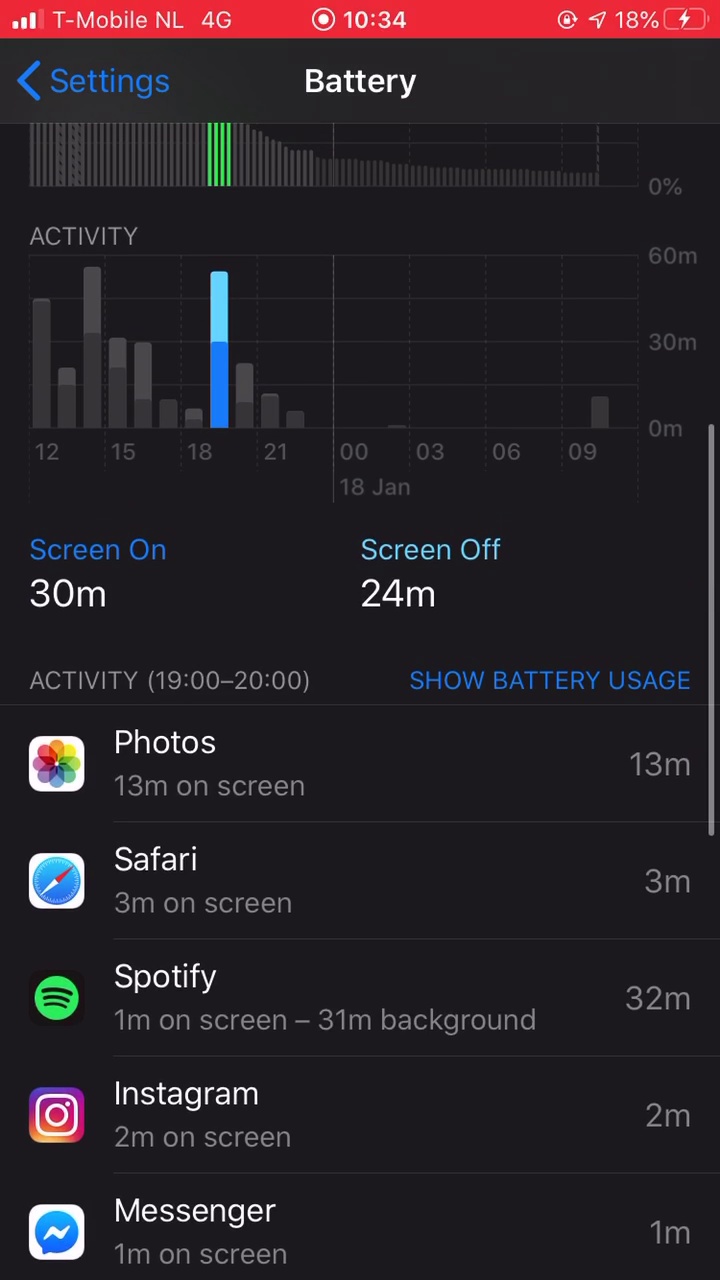 T-Mobile NL 4G 10:34 18%
Settings Battery
0%
ACTIVITY
60m
30m
0m
12 15 18 21 00 03 06 09
18 Jan
Screen On Screen Off
30m 24m
ACTIVITY (19:00–20:00) SHOW BATTERY USAGE
Photos
13m on screen 13m
Safari
3m on screen 3m
Spotify
1m on screen – 31m background 32m
Instagram
2m on screen 2m
Messenger
1m on screen 1m